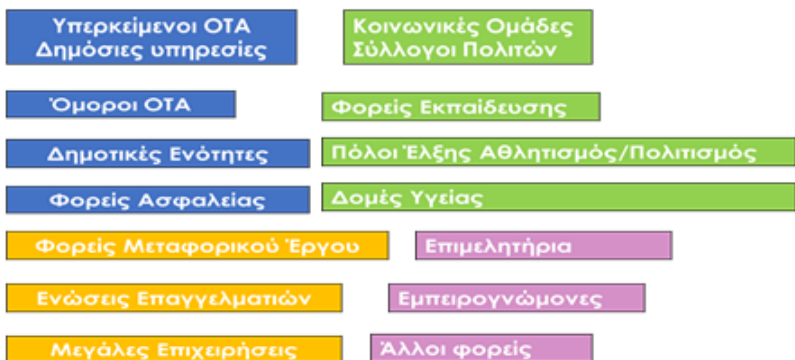 Υπερκείμενοι ΟΤΑ
Δημόσιες υπηρεσίες
Κοινωνικές Ομάδες
Σύλλογοι Πολιτών
Όμοροι ΟΤΑ
Φορείς Εκπαίδευσης
Δημοτικές Ενότητες
Πόλοι Έλξης Αθλητισμός/Πολιτισμός
Φορείς Ασφαλείας
Δομές Υγείας
Φορείς Μεταφορικού Έργου
Επιμελητήρια
Ενώσεις Επαγγελματιών
Εμπειρογνώμονες
Μεγάλες Επιχειρήσεις
Άλλοι φορείς